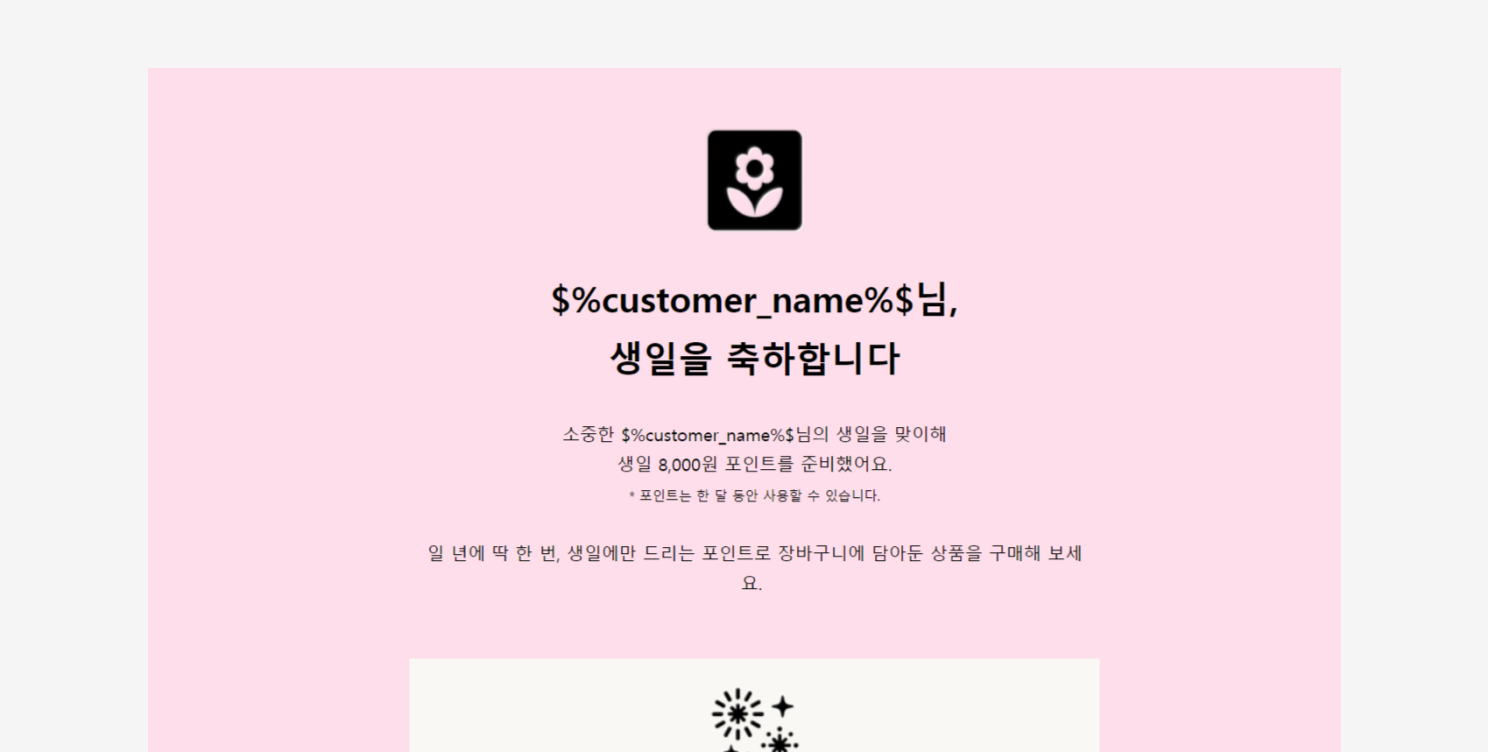 $%customer_name%$님,
생일을 축하합니다
소중한 $%customer_name%$님의 생일을 맞이해
생일 8,000원 포인트를 준비했어요.
* 포인트는 한 달 동안 사용할 수 있습니다.
일 년에 딱 한 번, 생일에만 드리는 포인트로 장바구니에 담아둔 상품을 구매해 보세
요.